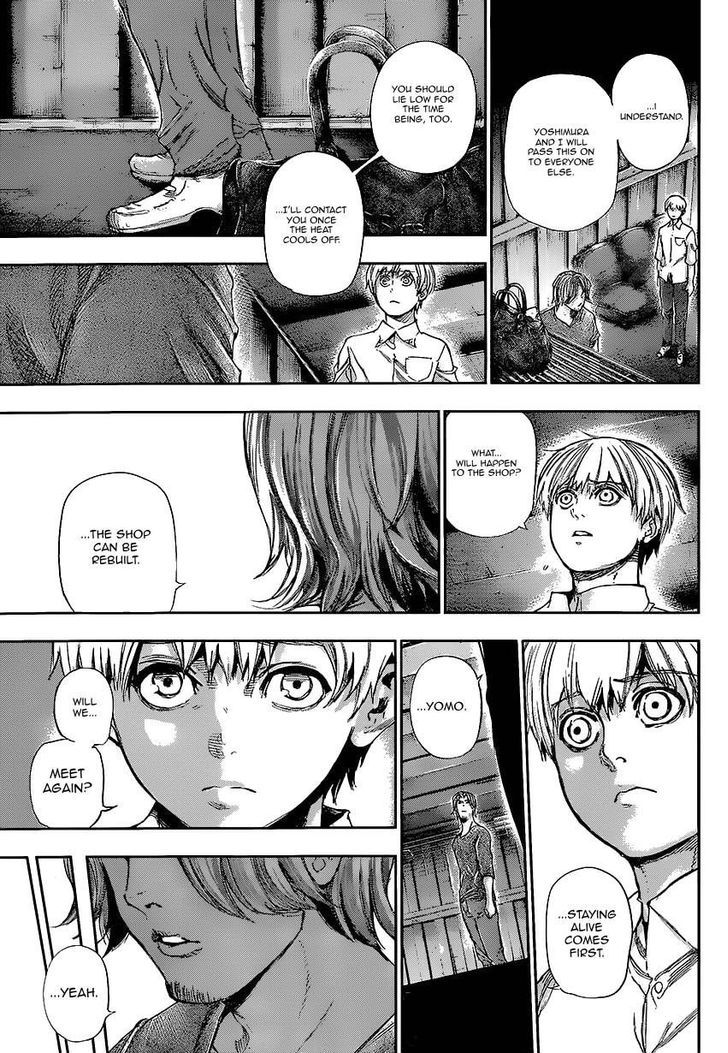 ...I
UNDERSTAND.
YOSHIMURA
AND I WILL
PASS THIS ON
TO EVERYONE
ELSE.
YOU SHOULD
LIE LOW FOR
THE TIME
BEING, TOO.
...I'LL CONTACT
YOU ONCE
THE HEAT
COOLS OFF.
WHAT...
WILL HAPPEN
TO THE SHOP?
...THE SHOP
CAN BE
REBUILT.
...STAYING
ALIVE
COMES
FIRST.
...YOMO.
WILL
WE...
MEET
AGAIN?
...YEAH.